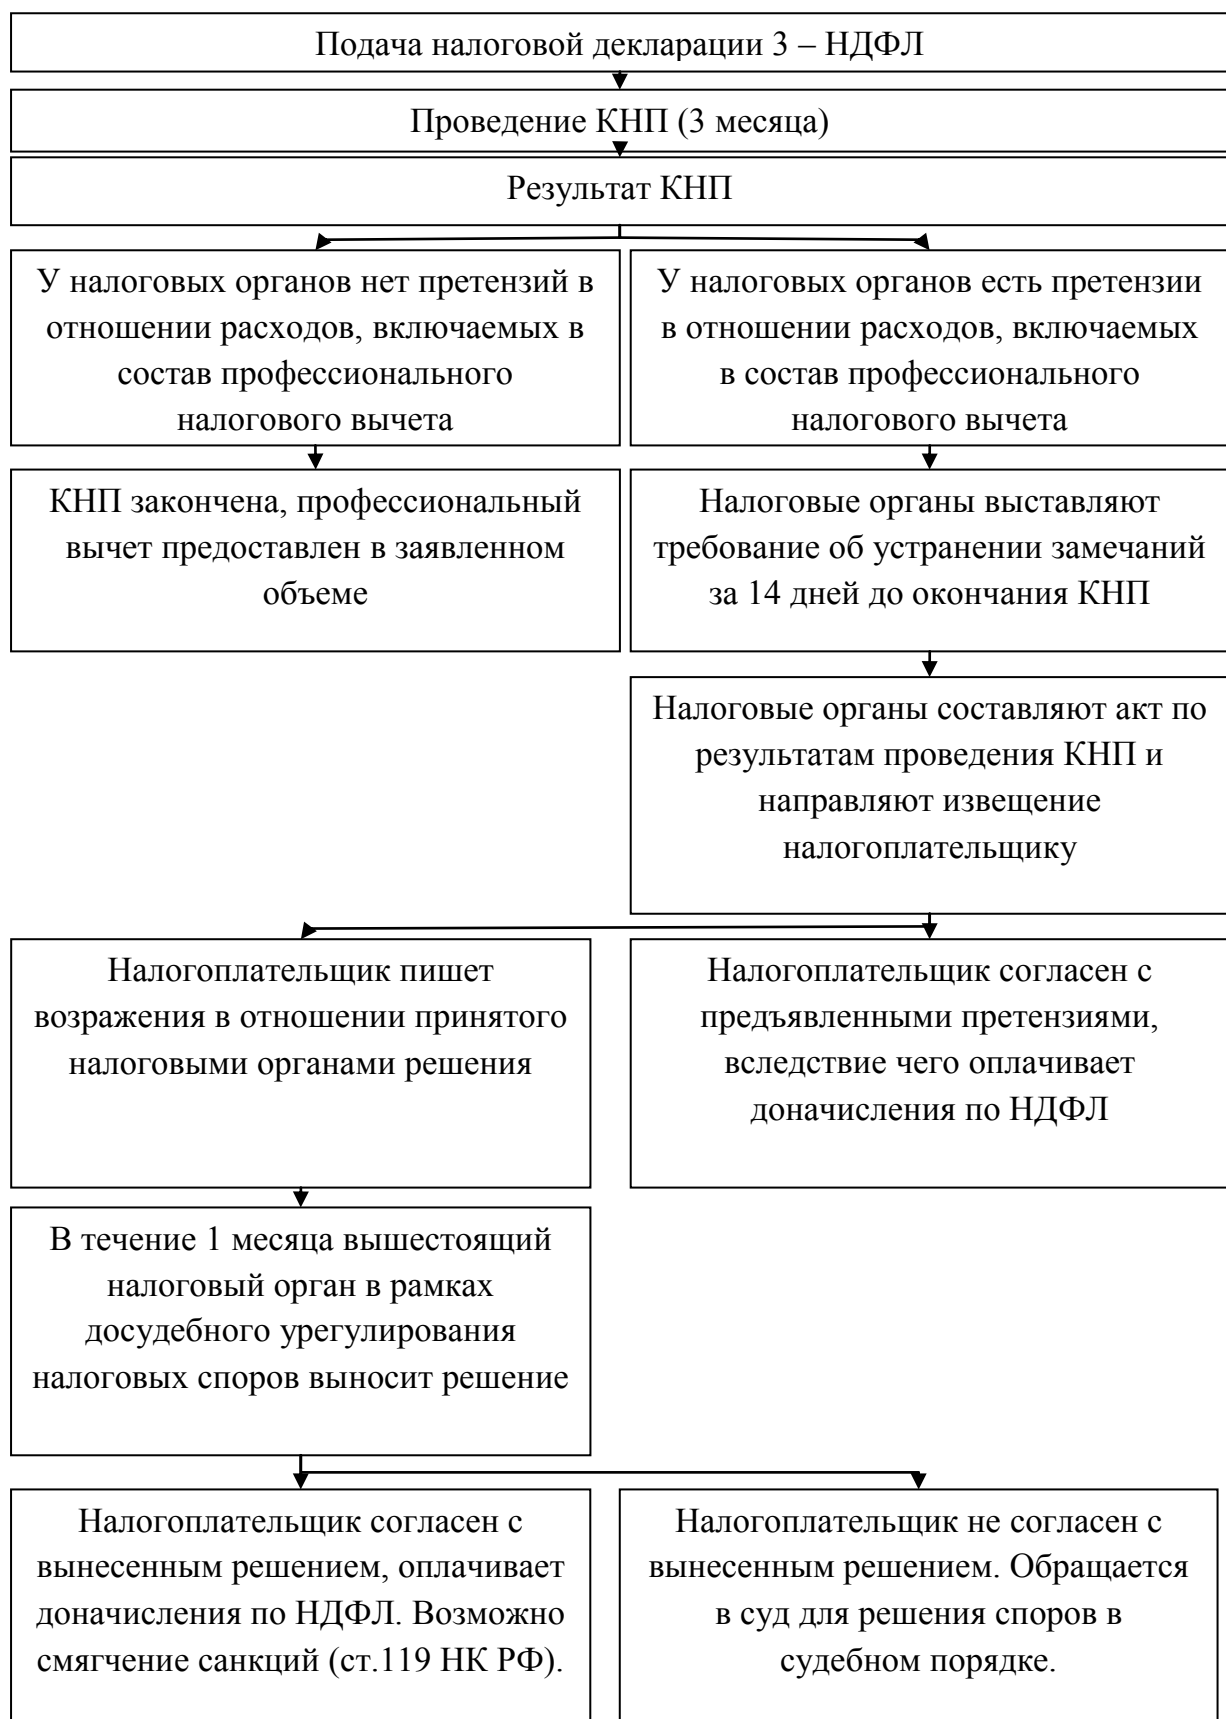 Подача налоговой декларации 3 – НДФЛ
Проведение КНП (3 месяца)
Результат КНП
У налоговых органов нет претензий в
отношении расходов, включаемых в
состав профессионального
налогового вычета
У налоговых органов есть претензии
в отношении расходов, включаемых
в состав профессионального
налогового вычета
КНП закончена, профессиональный
вычет предоставлен в заявленном
объеме
Налоговые органы выставляют
требование об устранении замечаний
за 14 дней до окончания КНП
Налоговые органы составляют акт по
результатам проведения КНП и
направляют извещение
налогоплательщику
Налогоплательщик пишет
возражения в отношении принятого
налоговыми органами решения
Налогоплательщик согласен с
предъявленными претензиями,
вследствие чего оплачивает
доначисления по НДФЛ
В течение 1 месяца вышестоящий
налоговый орган в рамках
досудебного урегулирования
налоговых споров выносит решение
Налогоплательщик согласен с
вынесенным решением, оплачивает
доначисления по НДФЛ. Возможно
смягчение санкций (ст.119 НК РФ).
Налогоплательщик не согласен с
вынесенным решением. Обращается
в суд для решения споров в
судебном порядке.